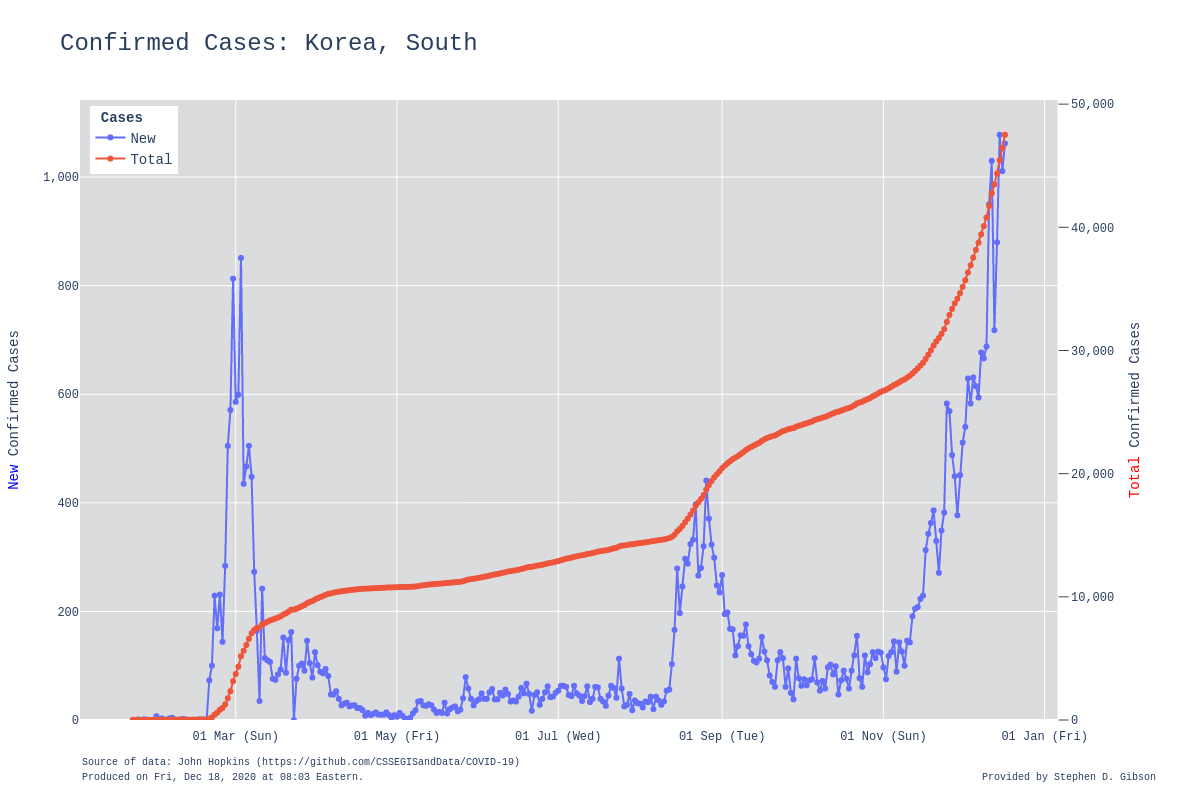 Confirmed Cases: Korea, South
Cases
New
Total
1,000
800
600
400
200
0
50,000
40,000
30,000
20,000
10,000
0
New Confirmed Cases
Total Confirmed Cases
01 Mar (Sun)
01 May (Fri)
01 Jul (Wed)
01 Sep (Tue)
01 Nov (Sun)
01 Jan (Fri)
Source of data: John Hopkins (https://github.com/CSSEGISandData/COVID-19)
Produced on Fri, Dec 18, 2020 at 08:03 Eastern.
Provided by Stephen D. Gibson